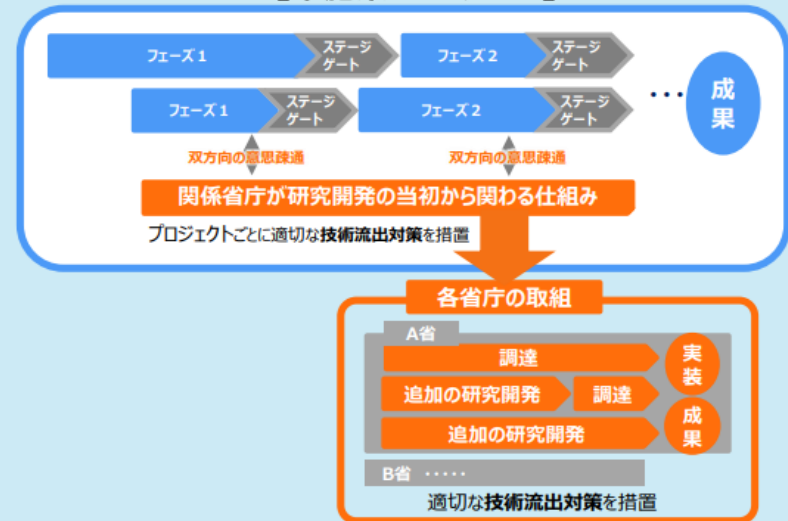 フェーズ1
ステージ
ゲート
フェーズ2
ステージ
ゲート
フェーズ1
ステージ
ゲート
フェーズ2
ステージ
ゲート
・・・
成果
双方向の意思疎通
双方向の意思疎通
関係省庁が研究開発の当初から関わる仕組み
プロジェクトごとに適切な技術流出対策を措置
各省庁の取組
A省
調達
追加の研究開発
調達
追加の研究開発
実装
成果
B省 ・・・・・
適切な技術流出対策を措置